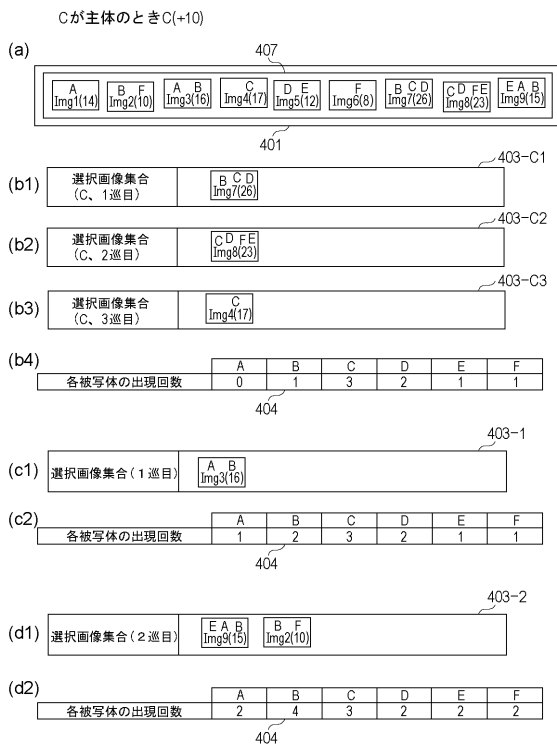 Cが主体のときC(+10)
(a)
407
A
Img1(14)
B F
Img2(10)
A B
Img3(16)
C
Img4(17)
D E
Img5(12)
F
Img6(8)
B C D
Img7(26)
C D F E
Img8(23)
E A B
Img9(15)
401
403-C1
(b1) 選択画像集合
(C、1巡目)
B C D
Img7(26)
403-C2
(b2) 選択画像集合
(C、2巡目)
C D F E
Img8(23)
403-C3
(b3) 選択画像集合
(C、3巡目)
C
Img4(17)
(b4)
A B C D E F
各被写体の出現回数 0 1 3 2 1 1
404
403-1
(c1) 選択画像集合(1巡目)
A B
Img3(16)
(c2)
A B C D E F
各被写体の出現回数 1 2 3 2 1 1
404
403-2
(d1) 選択画像集合(2巡目)
E A B
Img9(15)
B F
Img2(10)
(d2)
A B C D E F
各被写体の出現回数 2 4 3 2 2 2
404